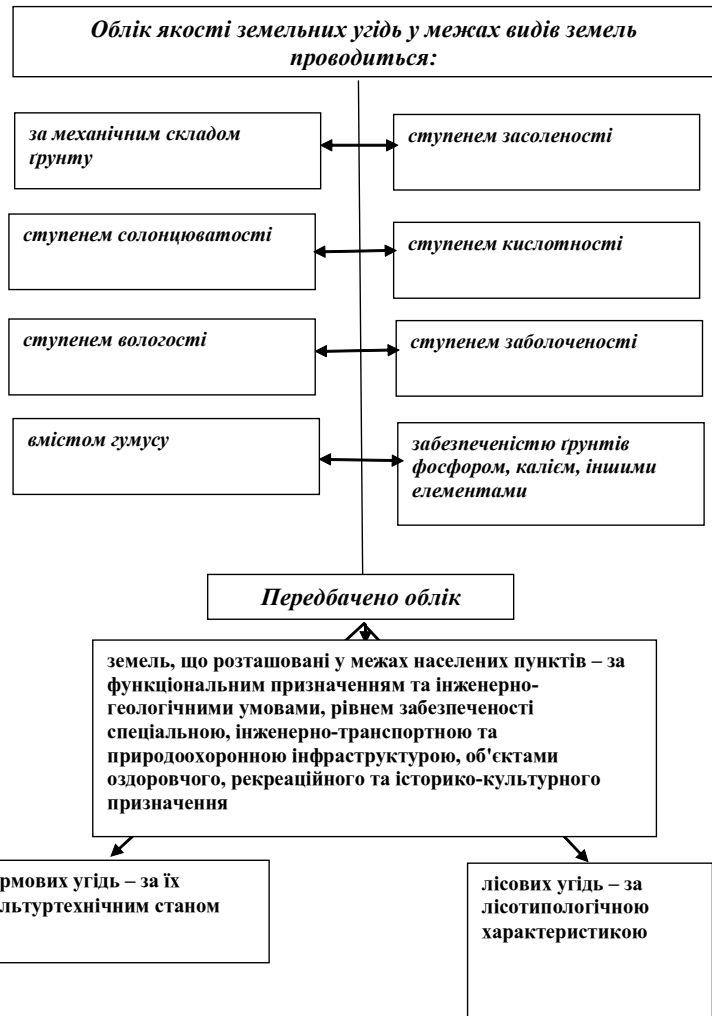 Облік якості земельних угідь у межах видів земель
проводиться:
за механічним складом
ґрунту
ступенем засоленості
ступенем солонцюватості
ступенем кислотності
ступенем вологості
ступенем заболоченості
вмістом гумусу
забезпеченістю ґрунтів
фосфором, калієм, іншими
елементами
Передбачено облік
земель, що розташовані у межах населених пунктів – за
функціональним призначенням та інженерно-
геологічними умовами, рівнем забезпеченості
спеціальною, інженерно-транспортною та
природоохоронною інфраструктурою, об'єктами
оздоровчого, рекреаційного та історико-культурного
призначення
рмових угідь – за їх
льтуртехнічним станом
лісових угідь – за
лісотипологічною
характеристикою